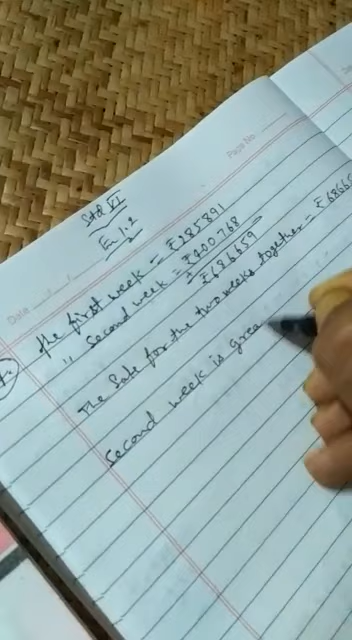 Page No
Date
Std VI
Ex 1.2
the first week = ₹285891
" Second week = ₹400768
+ ₹686659
The Sale for the two weeks together = ₹68665
Second week is grea